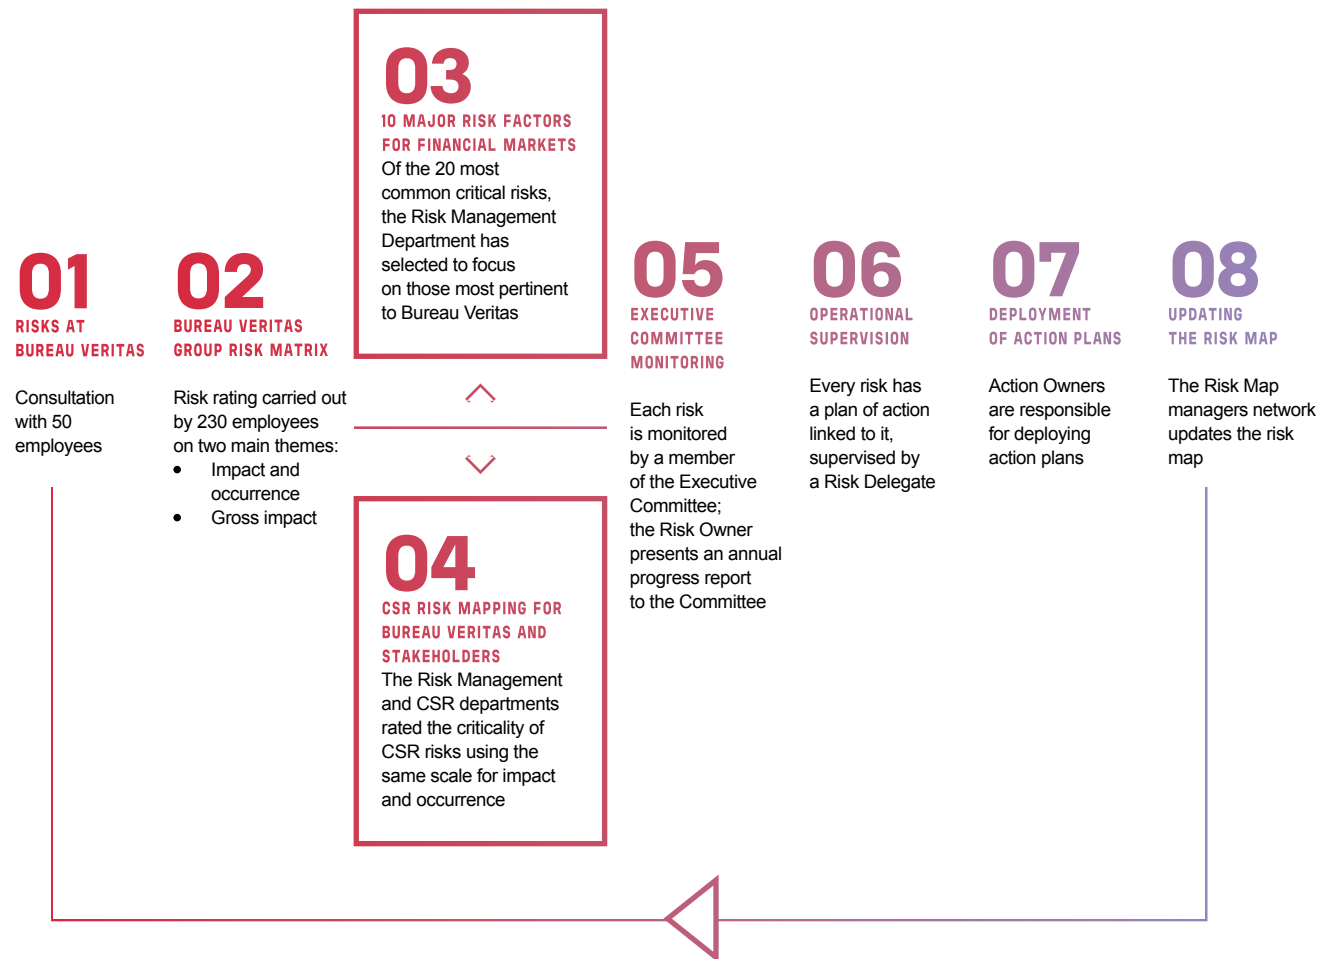 01
RISKS AT
BUREAU VERITAS
Consultation
with 50
employees
02
BUREAU VERITAS
GROUP RISK MATRIX
Risk rating carried out
by 230 employees
on two main themes:
• Impact and
occurrence
• Gross impact
03
10 MAJOR RISK FACTORS
FOR FINANCIAL MARKETS
Of the 20 most
common critical risks,
the Risk Management
Department has
selected to focus
on those most pertinent
to Bureau Veritas
04
CSR RISK MAPPING FOR
BUREAU VERITAS AND
STAKEHOLDERS
The Risk Management
and CSR departments
rated the criticality of
CSR risks using the
same scale for impact
and occurrence
05
EXECUTIVE
COMMITTEE
MONITORING
Each risk
is monitored
by a member
of the Executive
Committee;
the Risk Owner
presents an annual
progress report
to the Committee
06
OPERATIONAL
SUPERVISION
Every risk has
a plan of action
linked to it,
supervised by
a Risk Delegate
07
DEPLOYMENT
OF ACTION PLANS
Action Owners
are responsible
for deploying
action plans
08
UPDATING
THE RISK MAP
The Risk Map
managers network
updates the risk
map